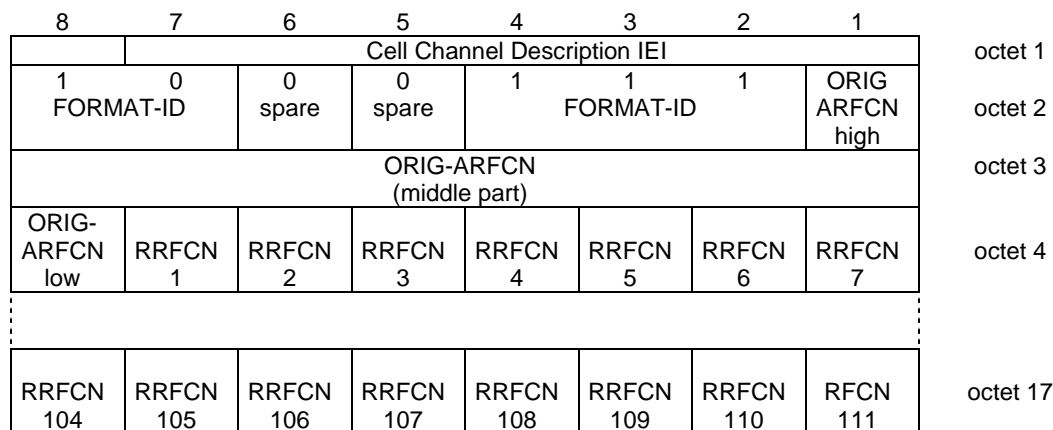 8 7 6 5 4 3 2 1
Cell Channel Description IEI octet 1
1 0 0 0 1 1 1 ORIG
FORMAT-ID spare spare FORMAT-ID ARFCN octet 2
high
ORIG-ARFCN octet 3
(middle part)
ORIG-
ARFCN RRFCN RRFCN RRFCN RRFCN RRFCN RRFCN RRFCN octet 4
low 1 2 3 4 5 6 7
RRFCN RRFCN RRFCN RRFCN RRFCN RRFCN RRFCN RFCN octet 17
104 105 106 107 108 109 110 111